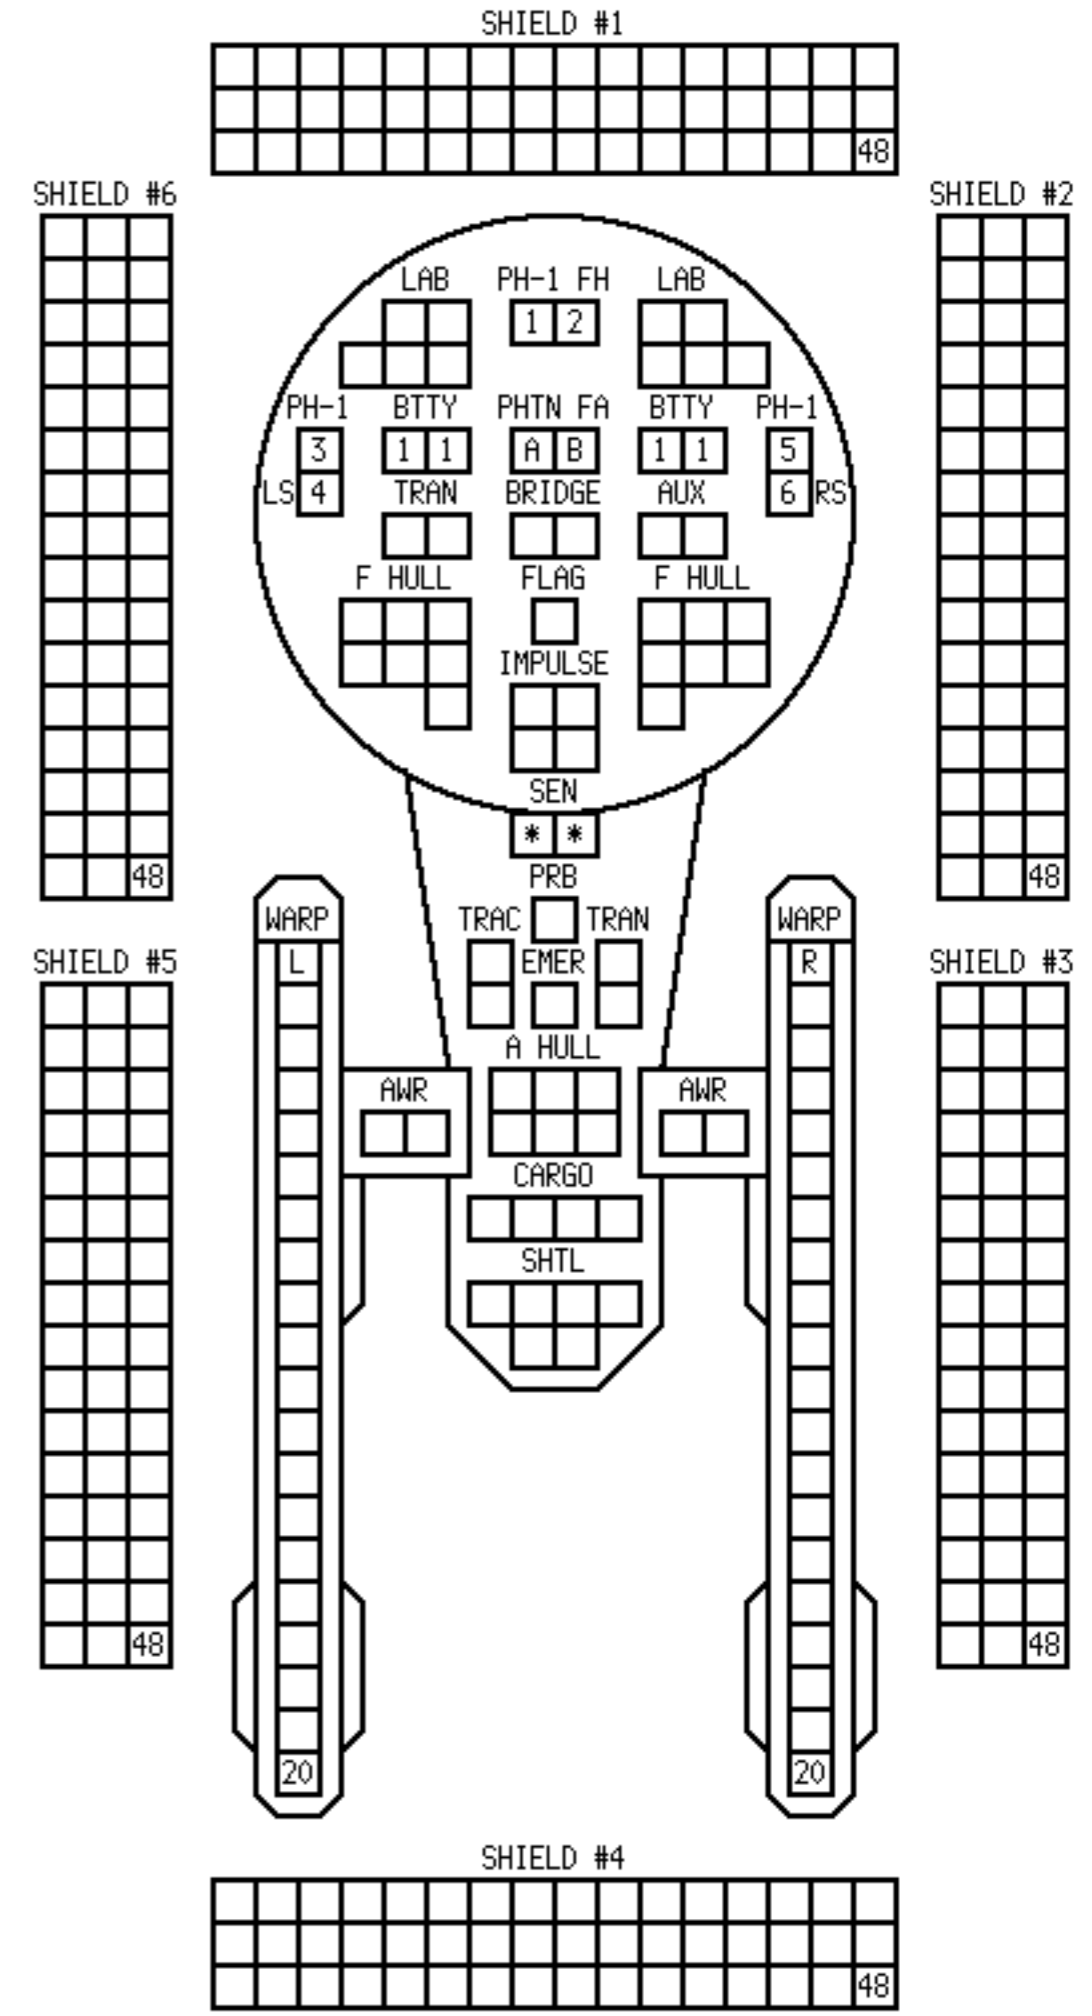 SHIELD #1
48
SHIELD #6 SHIELD #2
LAB PH-1 FH LAB
1 2
PH-1 BTTY PHTN FA BTTY PH-1
3 1 1 A B 1 1 5
LS 4 TRAN BRIDGE AUX 6 RS
F HULL FLAG F HULL
IMPULSE
SEN
* *
48 PRB 48
WARP TRAC TRAN WARP
SHIELD #5 L EMER R SHIELD #3
A HULL
AWR AWR
CARGO
SHTL
48 48
20 20
SHIELD #4
48